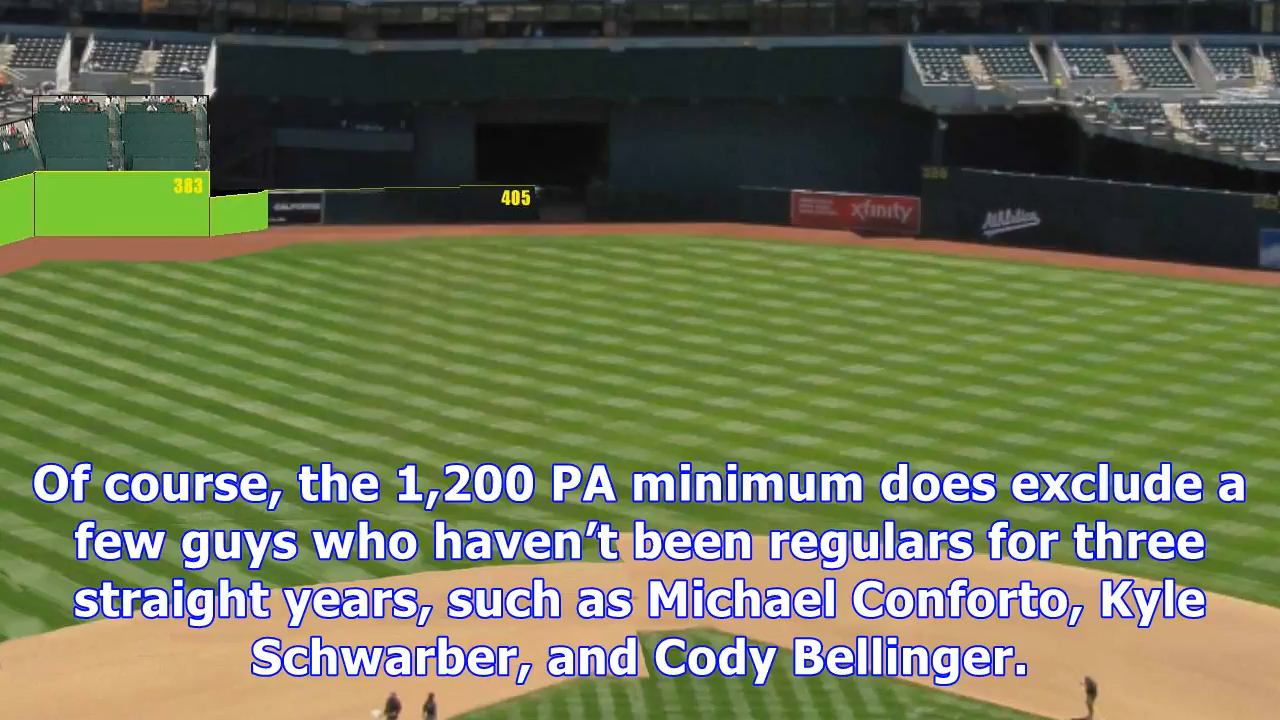 383
405
388
xfinity
Athletics
Of course, the 1,200 PA minimum does exclude a
few guys who haven’t been regulars for three
straight years, such as Michael Conforto, Kyle
Schwarber, and Cody Bellinger.